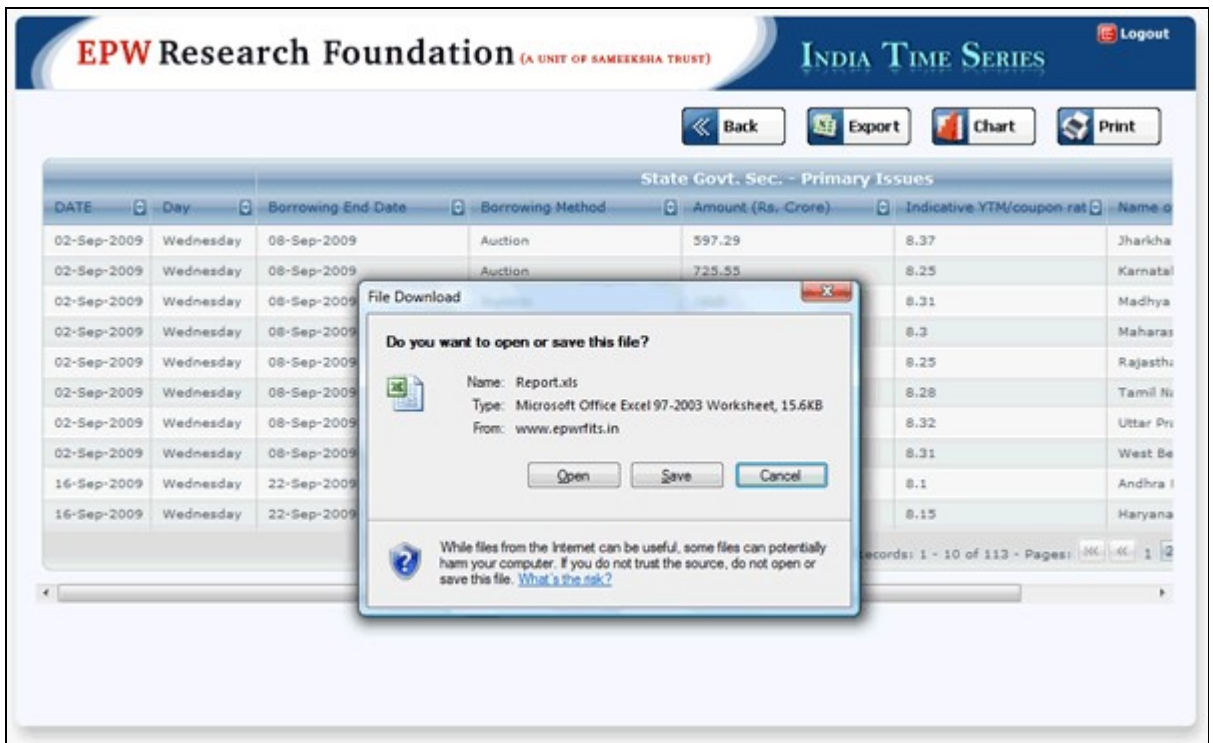 EPW Research Foundation (A UNIT OF SAMEEKSHA TRUST) INDIA TIME SERIES Logout
Back Export Chart Print
State Govt. Sec. - Primary Issues
DATE Day Borrowing End Date Borrowing Method Amount (Rs. Crore) Indicative YTM/coupon rat Name o
02-Sep-2009 Wednesday 08-Sep-2009 Auction 597.29 8.37 Jharkha
02-Sep-2009 Wednesday 08-Sep-2009 Auction 725.55 8.25 Karnata
02-Sep-2009 Wednesday 08-Sep-2009 8.31 Madhya
02-Sep-2009 Wednesday 08-Sep-2009 8.3 Maharas
02-Sep-2009 Wednesday 08-Sep-2009 8.25 Rajastha
02-Sep-2009 Wednesday 08-Sep-2009 8.28 Tamil Na
02-Sep-2009 Wednesday 08-Sep-2009 8.32 Uttar Pra
02-Sep-2009 Wednesday 08-Sep-2009 8.31 West Be
16-Sep-2009 Wednesday 22-Sep-2009 8.1 Andhra
16-Sep-2009 Wednesday 22-Sep-2009 8.15 Haryana
ecords: 1 - 10 of 113 - Pages: 1 2
File Download
Do you want to open or save this file?
Name: Report.xls
Type: Microsoft Office Excel 97-2003 Worksheet, 15.6KB
From: www.epwrfits.in
Open Save Cancel
While files from the Internet can be useful, some files can potentially
harm your computer. If you do not trust the source, do not open or
save this file. What's the risk?